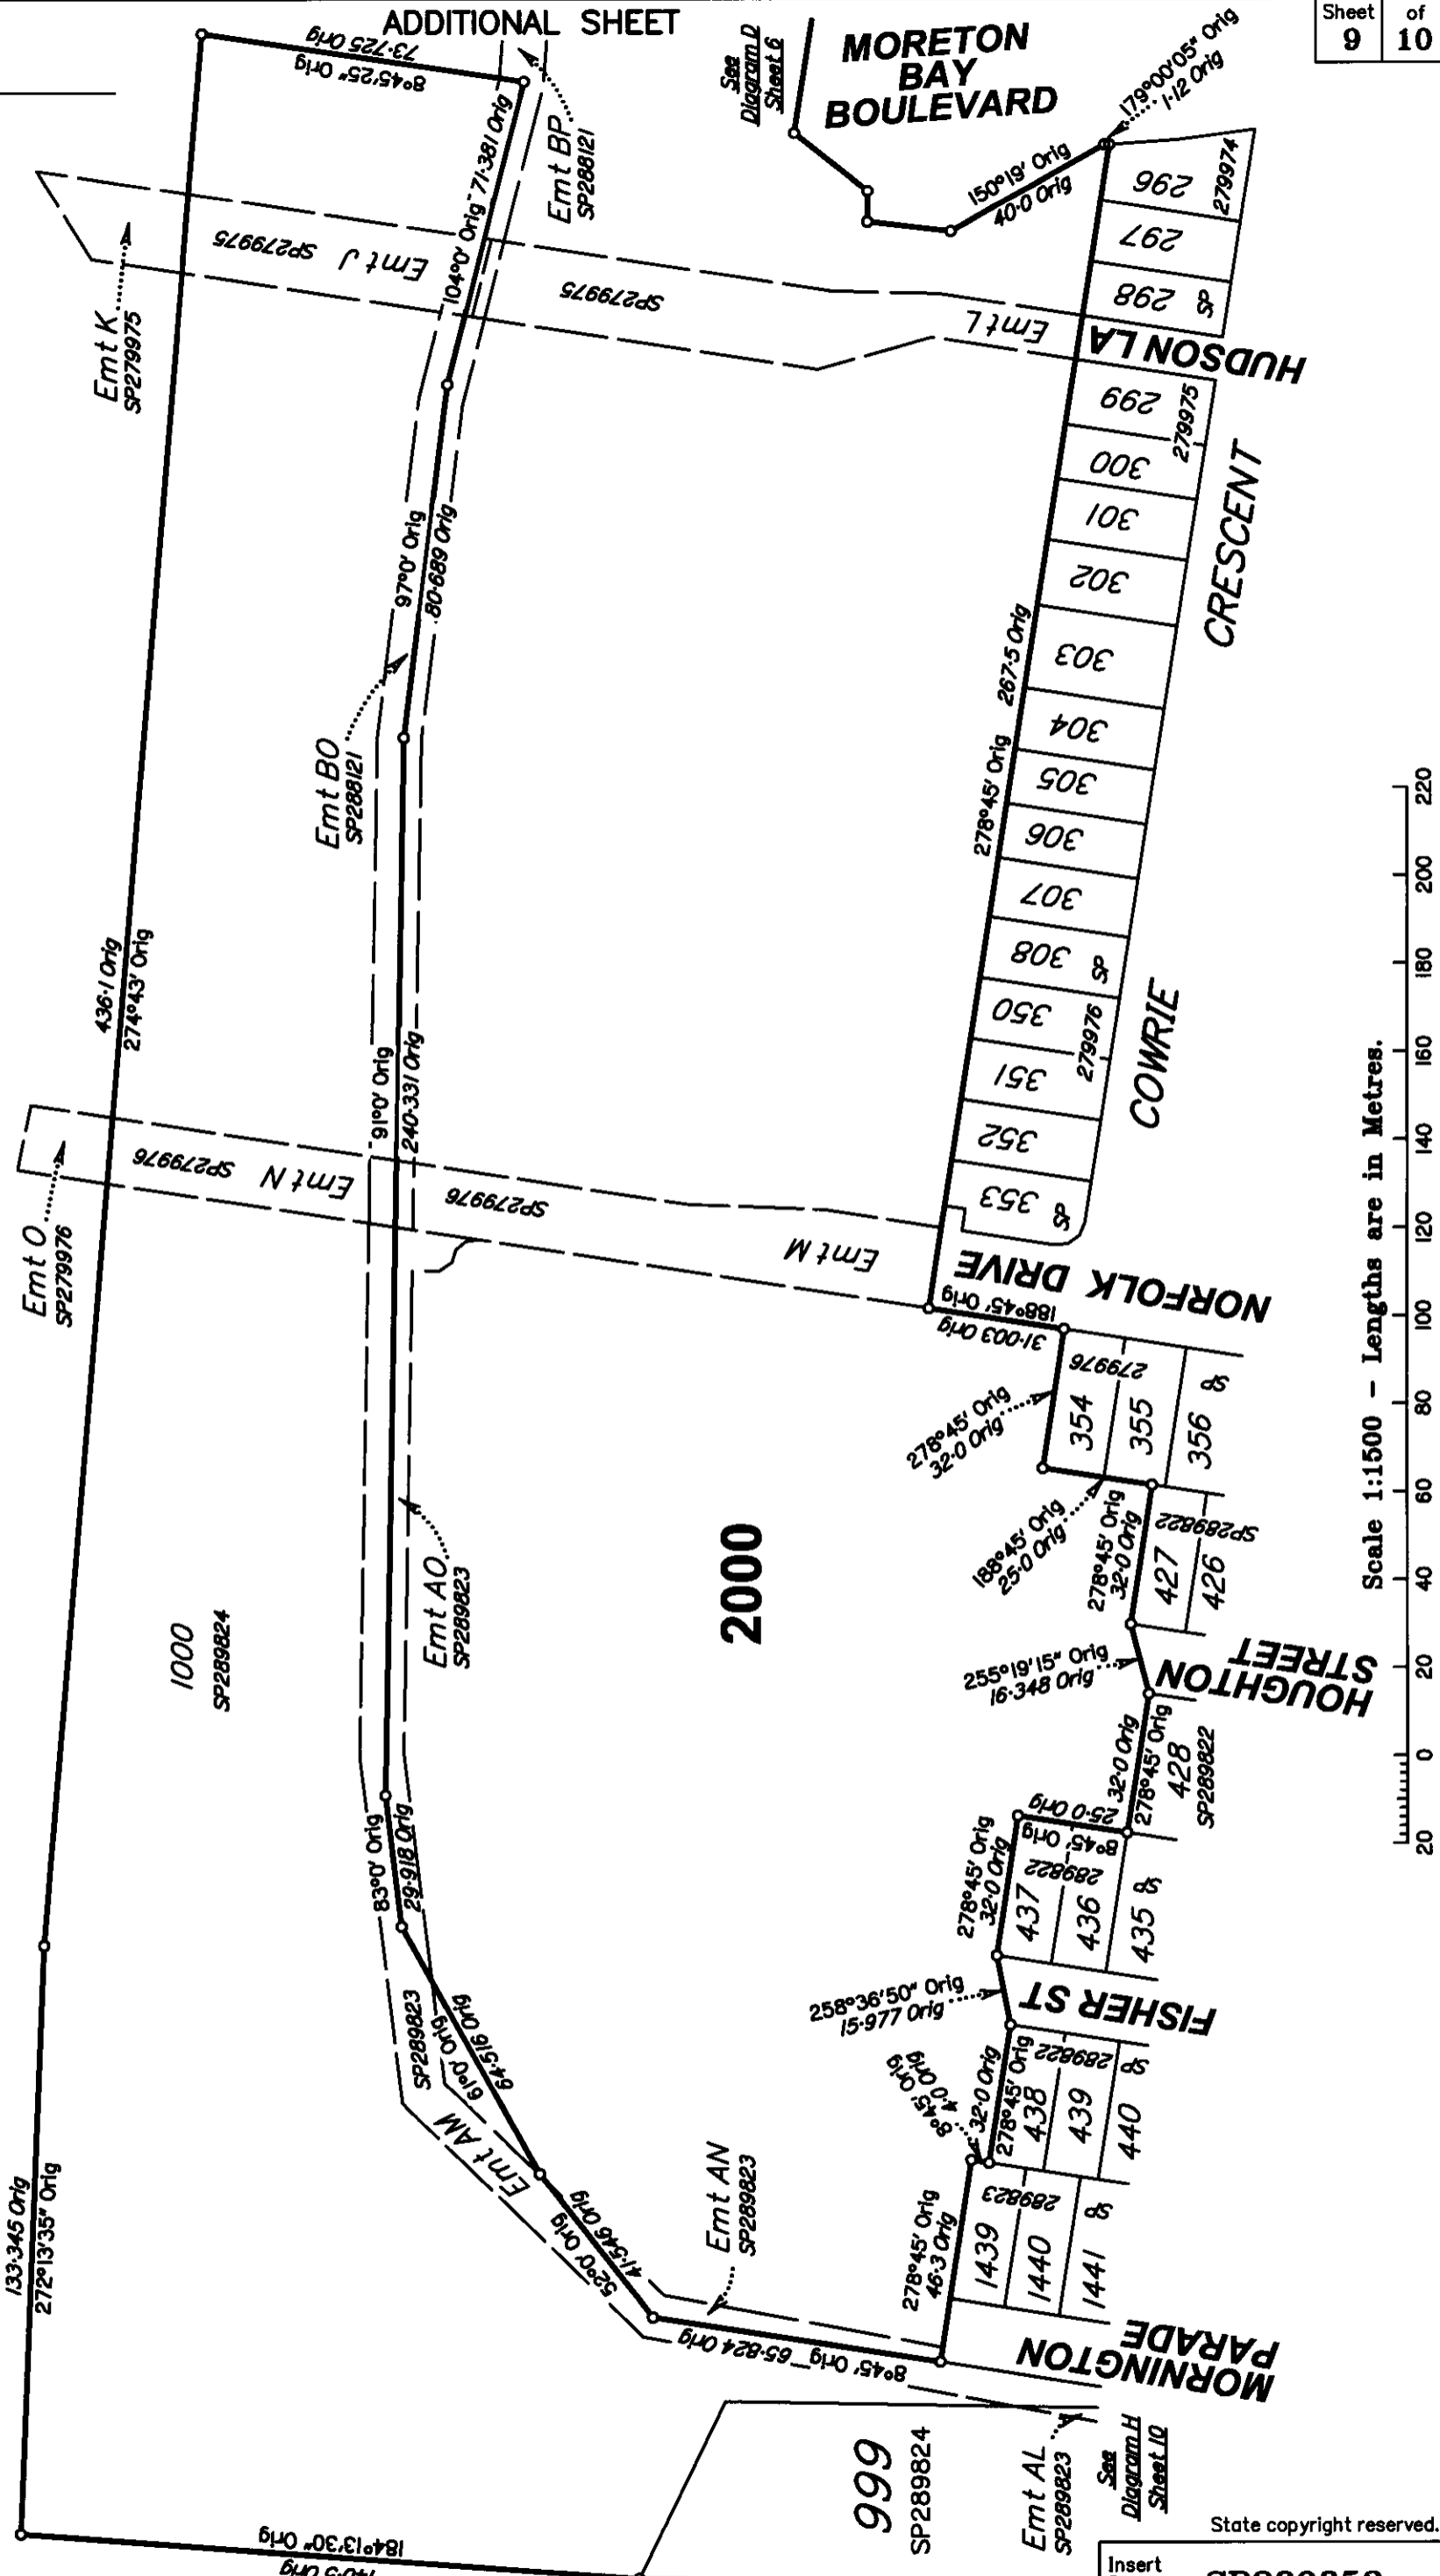 ADDITIONAL SHEET
Sheet
9
of
10
73·725 Orig
8°45'25" Orig
See
Diagram D
Sheet 6
MORETON
BAY
BOULEVARD
179°00'05" Orig
1·12 Orig
150°19' Orig
40·0 Orig
104°0' Orig 71·381 Orig
Emt BP
SP288121
Emt K
SP279975
SP279975
Emt J
SP279975
Emt L
296
279974
297
298
SP
HUDSON LA
299
279975
300
301
302
303
304
305
306
307
308
SP
350
279976
351
352
353
SP
CRESCENT
COWRIE
97°0' Orig
80·689 Orig
Emt BO
SP288121
267·5 Orig
278°45' Orig
436·1 Orig
274°43' Orig
91°0' Orig
240·331 Orig
Emt O
SP279976
SP279976
Emt N
SP279976
Emt M
NORFOLK DRIVE
188°45' Orig
31·003 Orig
278°45' Orig
32·0 Orig
279976
354
355
356
SP
188°45' Orig
25·0 Orig
278°45' Orig
32·0 Orig
SP289822
427
426
1000
SP289824
Emt AO
SP289823
2000
255°19'15" Orig
16·348 Orig
HOUGHTON
STREET
32·0 Orig
278°45' Orig
428
SP289822
25·0 Orig
8°45' Orig
278°45' Orig
32·0 Orig
289822
437
436
435
SP
83°0' Orig
29·918 Orig
258°36'50" Orig
15·977 Orig
FISHER ST
SP289823
61°0' Orig
64·516 Orig
Emt AM
8°45' Orig
4·0 Orig
32·0 Orig
278°45' Orig
289822
438
439
440
SP
52°0' Orig
41·546 Orig
Emt AN
SP289823
278°45' Orig
46·3 Orig
289823
1439
1440
1441
SP
133·345 Orig
272°13'35" Orig
8°45' Orig 65·824 Orig
MORNINGTON
PARADE
999
SP289824
Emt AL
SP289823
See
Diagram H
Sheet 10
184°13'30" Orig
Scale 1:1500 – Lengths are in Metres.
20 0 20 40 60 80 100 120 140 160 180 200 220
State copyright reserved.
Insert